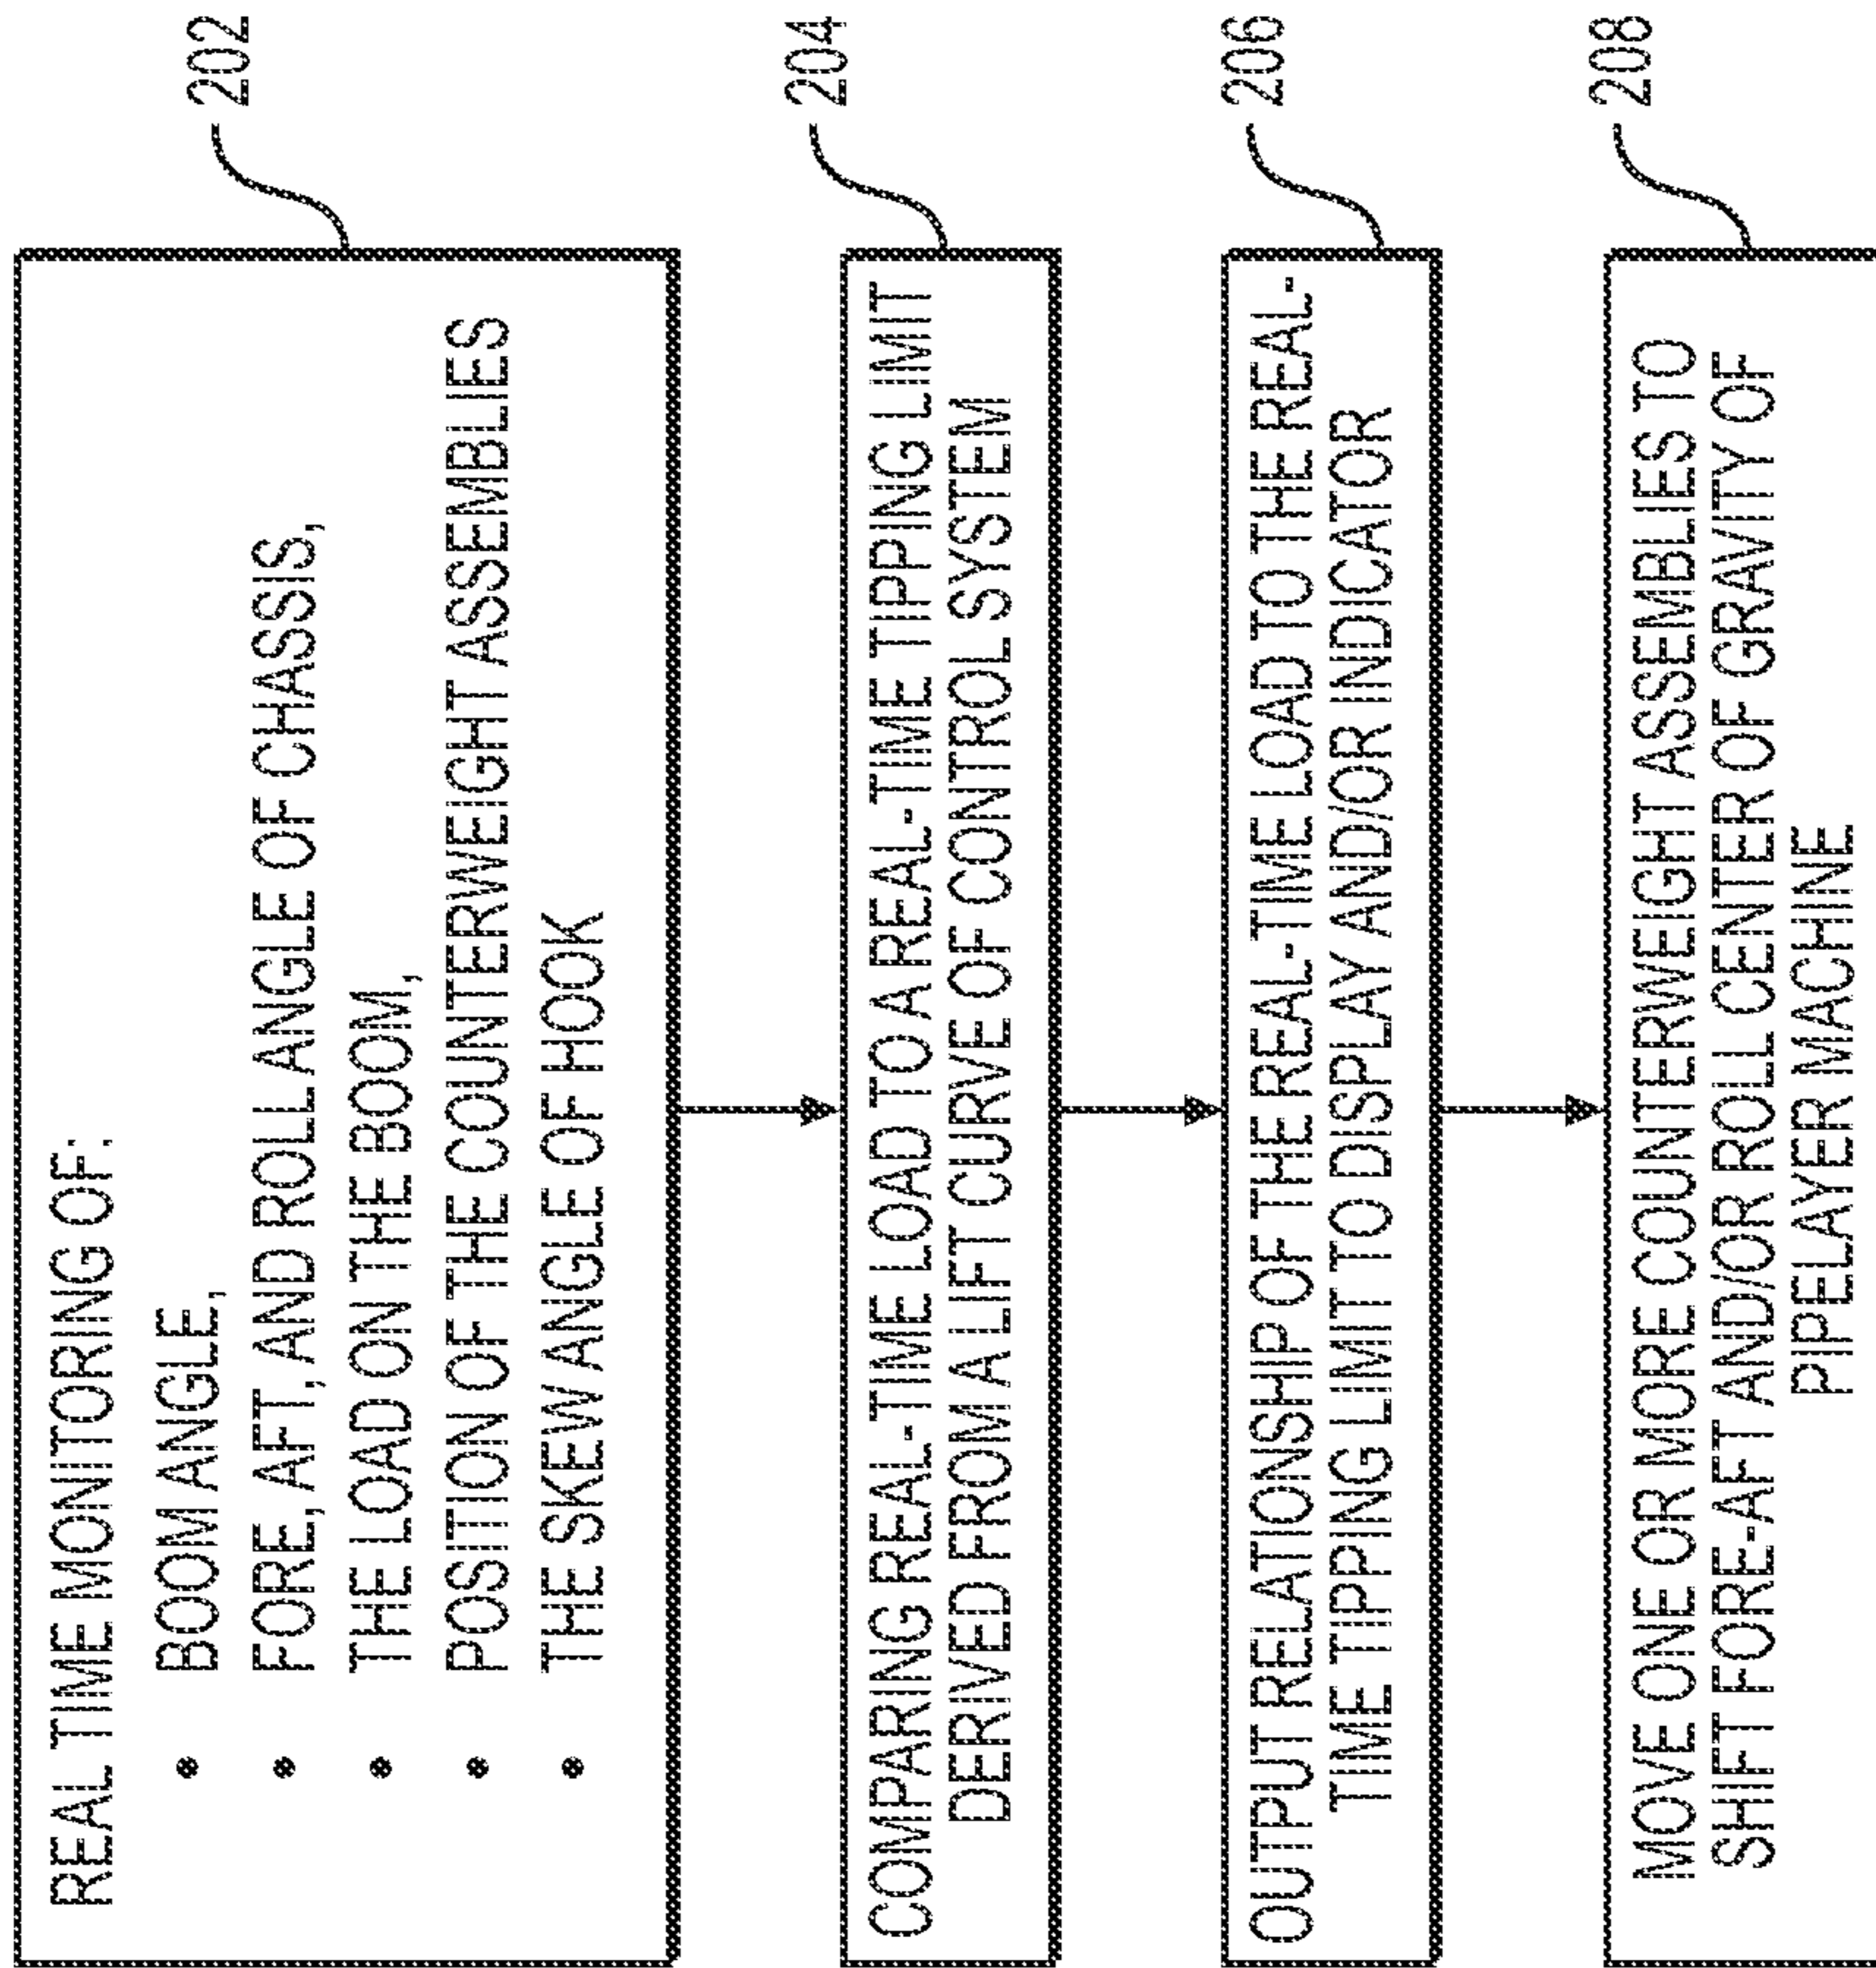 REAL TIME MONITORING OF:
• BOOM ANGLE,
• FORE, AFT, AND ROLL ANGLE OF CHASSIS,
• THE LOAD ON THE BOOM,
• POSITION OF THE COUNTERWEIGHT ASSEMBLIES
• THE SKEW ANGLE OF HOOK
202
COMPARING REAL-TIME LOAD TO A REAL-TIME TIPPING LIMIT
DERIVED FROM A LIFT CURVE OF CONTROL SYSTEM
204
OUTPUT RELATIONSHIP OF THE REAL-TIME LOAD TO THE REAL-
TIME TIPPING LIMIT TO DISPLAY AND/OR INDICATOR
206
MOVE ONE OR MORE COUNTERWEIGHT ASSEMBLIES TO
SHIFT FORE-AFT AND/OR ROLL CENTER OF GRAVITY OF
PIPELAYER MACHINE
208